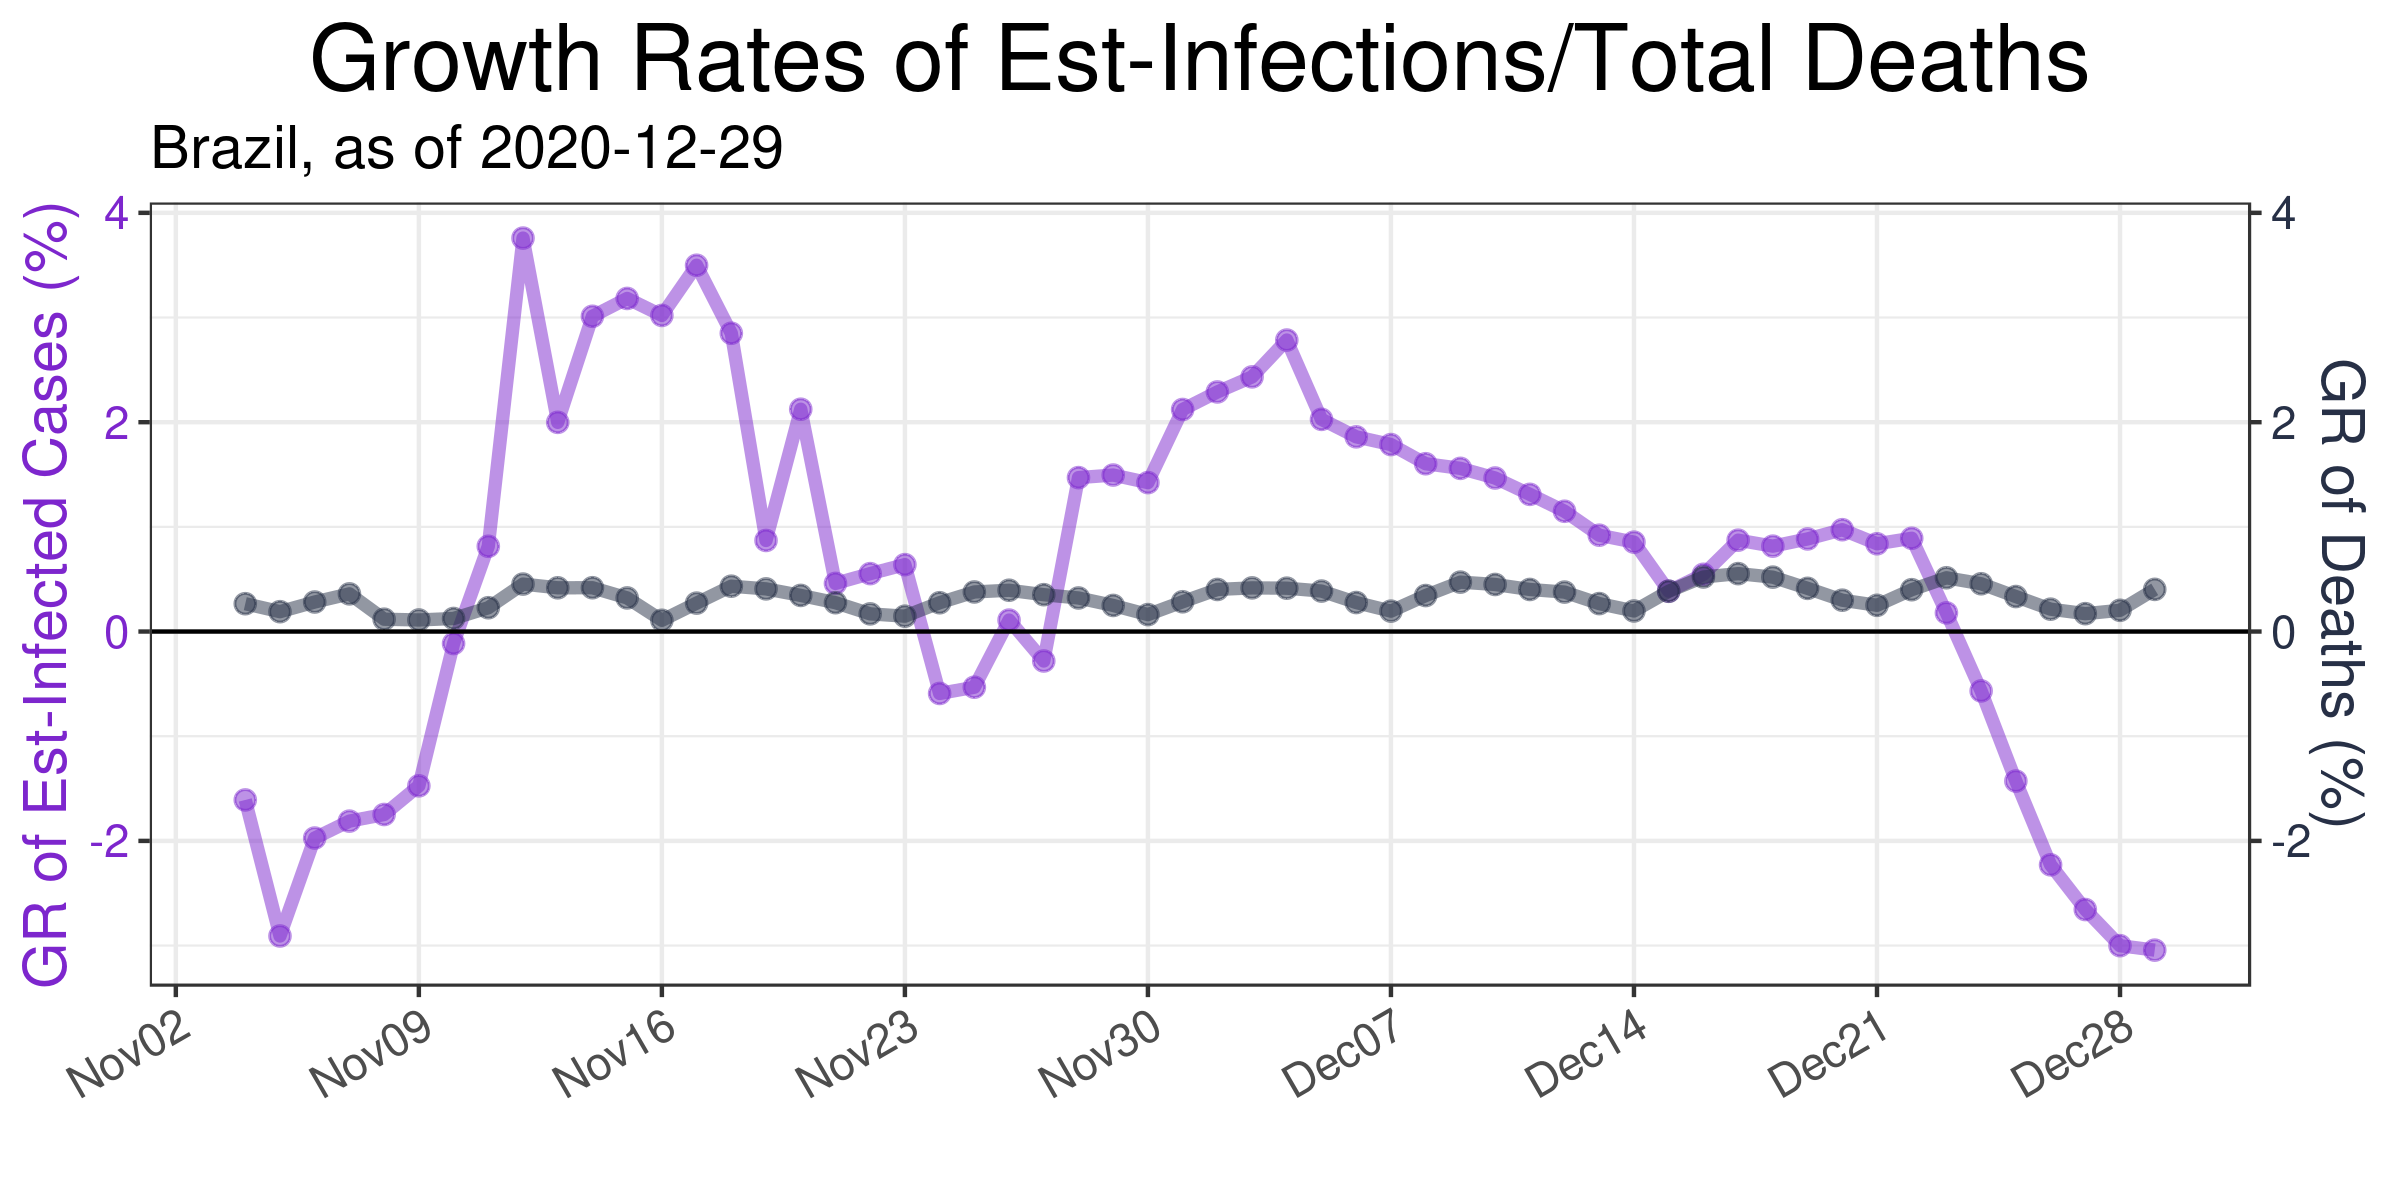 Growth Rates of Est-Infections/Total Deaths
Brazil, as of 2020-12-29
GR of Est-Infected Cases (%)
4
2
0
-2
4
2
0
-2
GR of Deaths (%)
Nov02
Nov09
Nov16
Nov23
Nov30
Dec07
Dec14
Dec21
Dec28